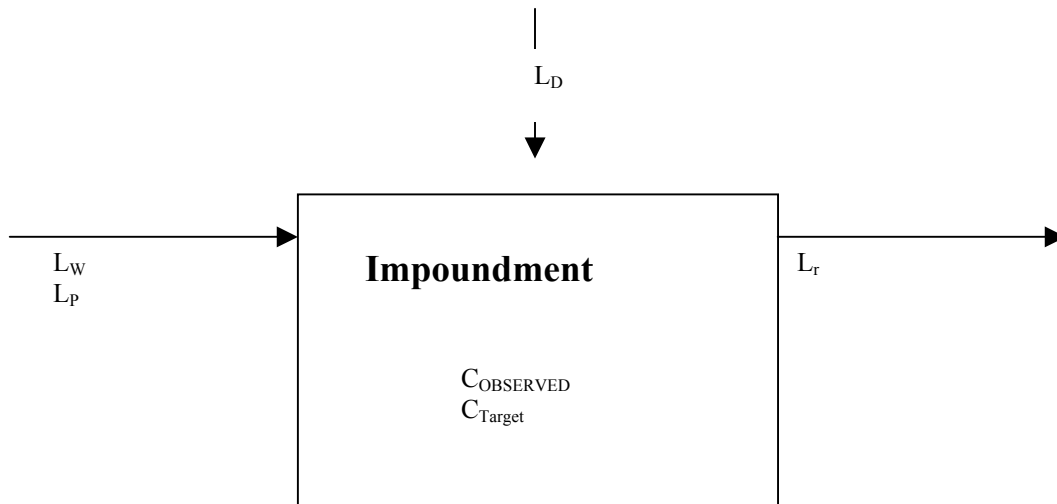 L_D
L_W
L_P
Impoundment
L_r
C_OBSERVED
C_Target